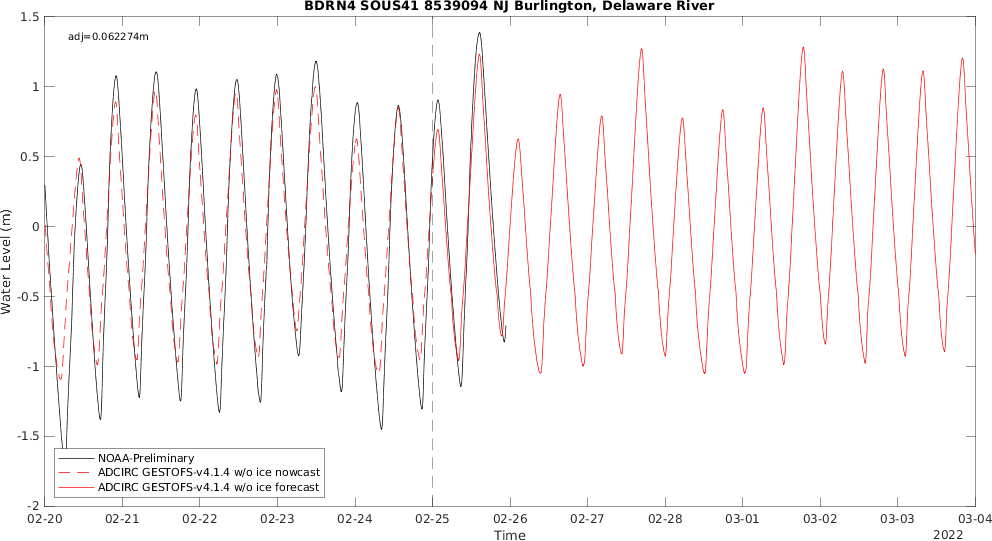 BDRN4 SOUS41 8539094 NJ Burlington, Delaware River
adj=0.062274m
1.5
1
0.5
0
-0.5
-1
-1.5
-2
Water Level (m)
NOAA-Preliminary
ADCIRC GESTOFS-v4.1.4 w/o ice nowcast
ADCIRC GESTOFS-v4.1.4 w/o ice forecast
02-20 02-21 02-22 02-23 02-24 02-25 02-26 02-27 02-28 03-01 03-02 03-03 03-04
Time
2022